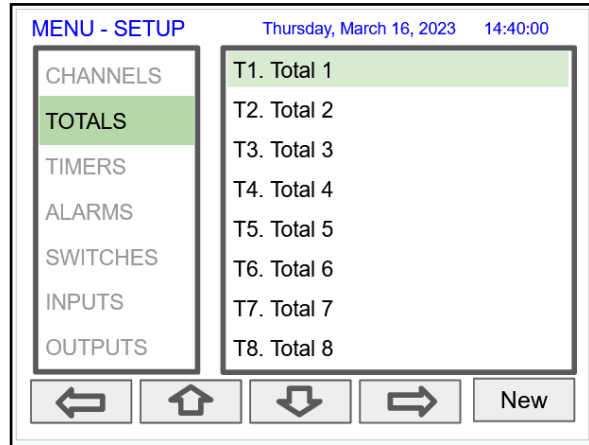 MENU - SETUP Thursday, March 16, 2023 14:40:00
CHANNELS
TOTALS
TIMERS
ALARMS
SWITCHES
INPUTS
OUTPUTS
T1. Total 1
T2. Total 2
T3. Total 3
T4. Total 4
T5. Total 5
T6. Total 6
T7. Total 7
T8. Total 8
New